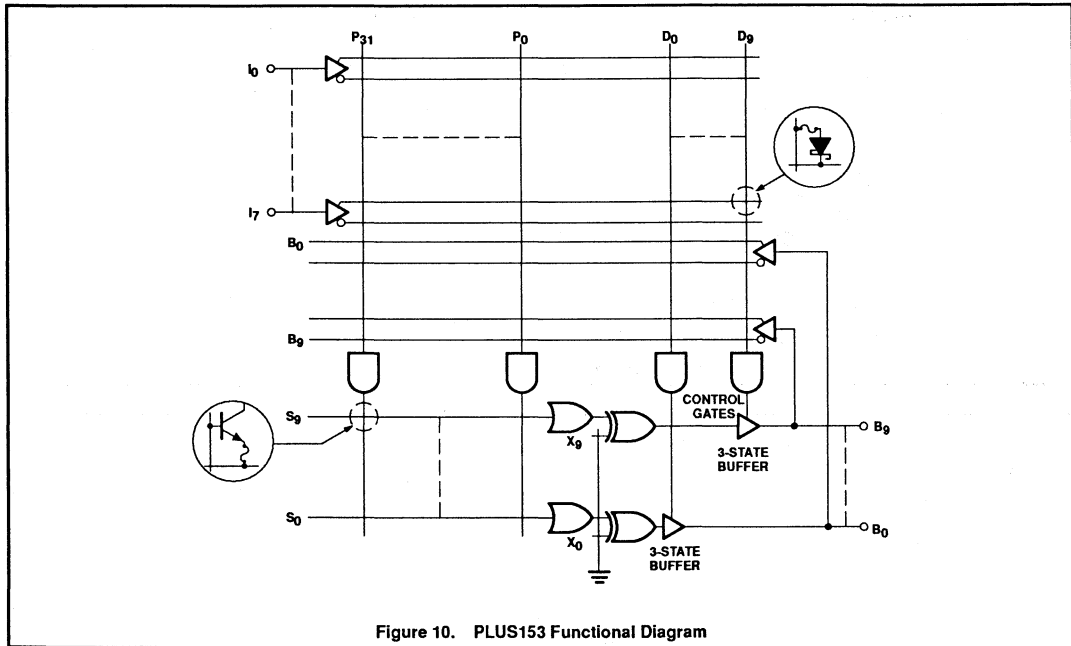 P31 P0 D0 D9
I0
I7
B0
B9
CONTROL
GATES
S9
X9
B9
3-STATE
BUFFER
S0
X0
B0
3-STATE
BUFFER
Figure 10. PLUS153 Functional Diagram